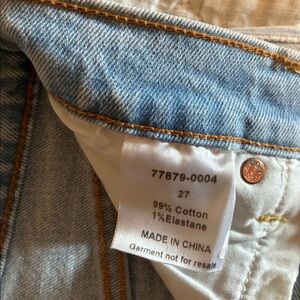 77879-0004
27
99% Cotton
1%Elastane
MADE IN CHINA
Garment not for resale